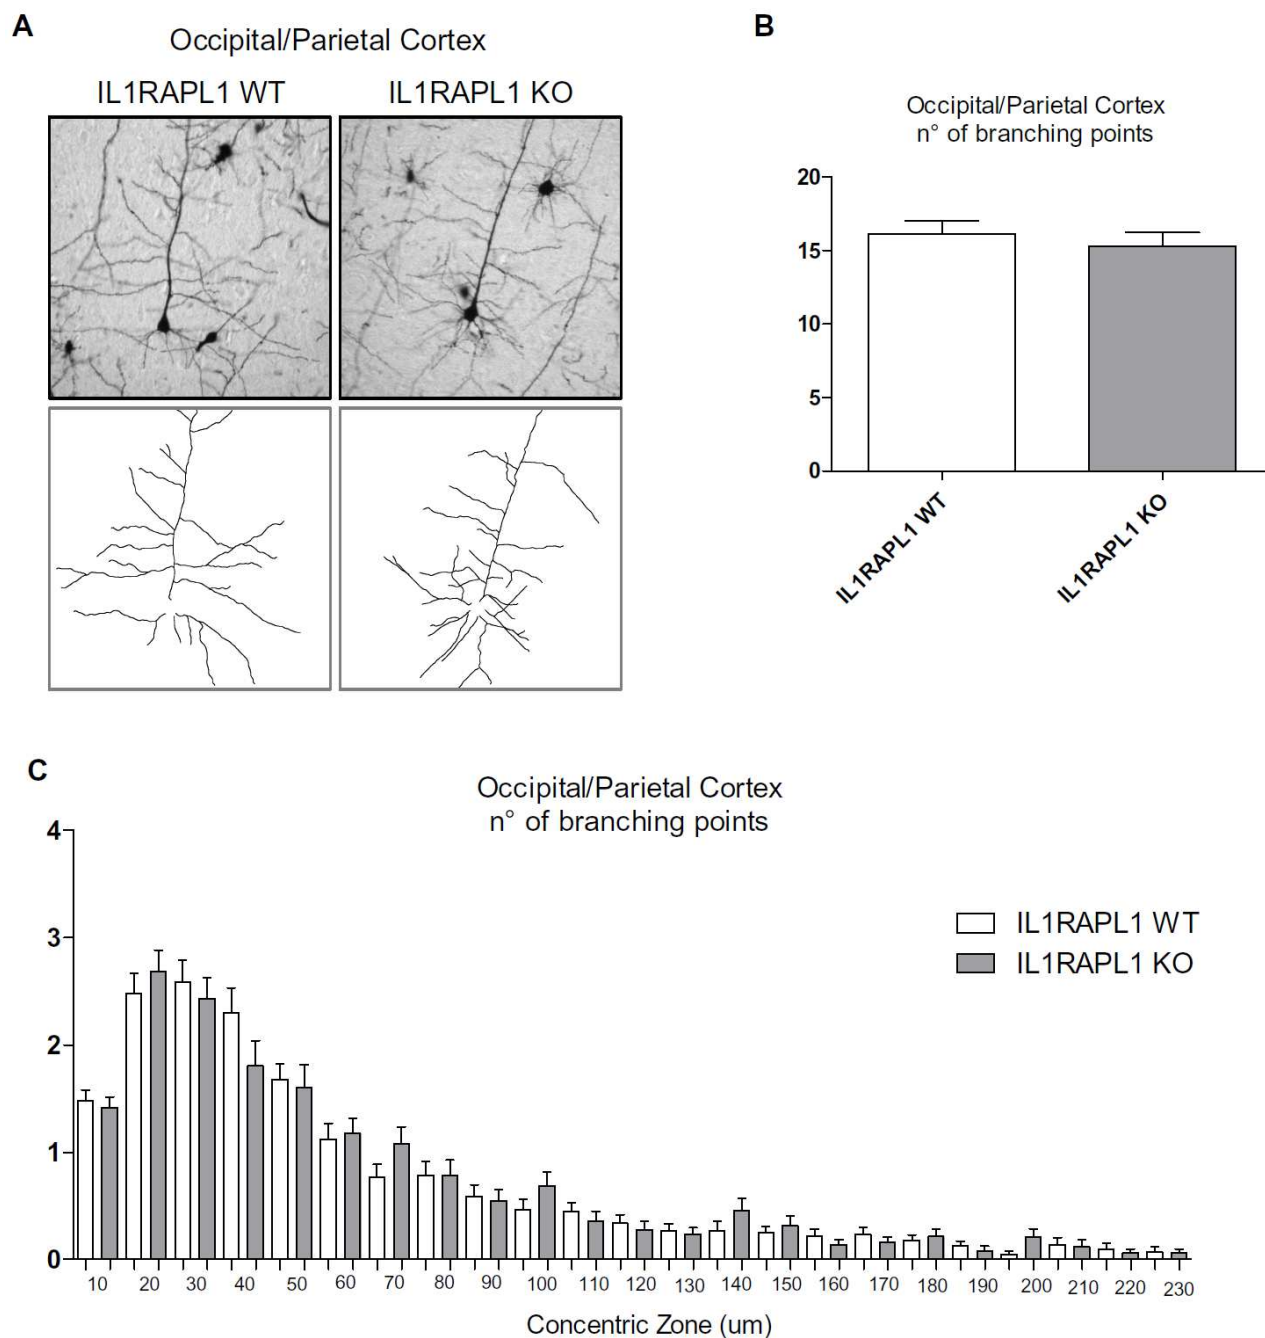 A
Occipital/Parietal Cortex
IL1RAPL1 WT
IL1RAPL1 KO
B
Occipital/Parietal Cortex
n° of branching points
20
15
10
5
0
IL1RAPL1 WT
IL1RAPL1 KO
C
Occipital/Parietal Cortex
n° of branching points
4
3
2
1
0
IL1RAPL1 WT
IL1RAPL1 KO
10 20 30 40 50 60 70 80 90 100 110 120 130 140 150 160 170 180 190 200 210 220 230
Concentric Zone (um)